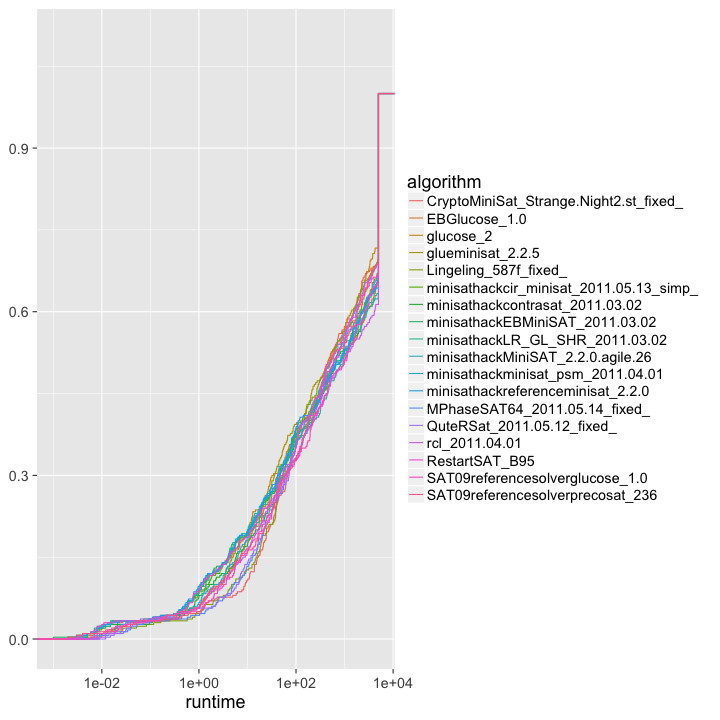 0.9
0.6
0.3
0.0
1e-02 1e+00 1e+02 1e+04
runtime
algorithm
CryptoMiniSat_Strange.Night2.st_fixed_
EBGlucose_1.0
glucose_2
glueminisat_2.2.5
Lingeling_587f_fixed_
minisathackcir_minisat_2011.05.13_simp_
minisathackcontrasat_2011.03.02
minisathackEBMiniSAT_2011.03.02
minisathackLR_GL_SHR_2011.03.02
minisathackMiniSAT_2.2.0.agile.26
minisathackminisat_psm_2011.04.01
minisathackreferenceminisat_2.2.0
MPhaseSAT64_2011.05.14_fixed_
QuteRSat_2011.05.12_fixed_
rcl_2011.04.01
RestartSAT_B95
SAT09referencesolverglucose_1.0
SAT09referencesolverprecosat_236